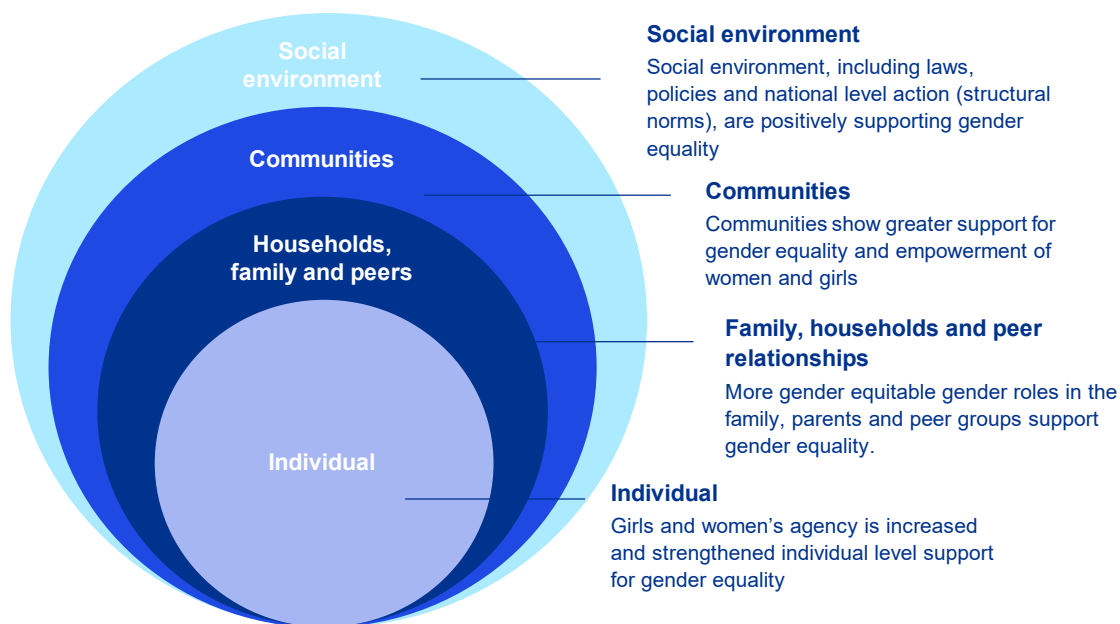 Social
environment
Communities
Households,
family and peers
Individual
Social environment
Social environment, including laws,
policies and national level action (structural
norms), are positively supporting gender
equality
Communities
Communities show greater support for
gender equality and empowerment of
women and girls
Family, households and peer
relationships
More gender equitable gender roles in the
family, parents and peer groups support
gender equality.
Individual
Girls and women’s agency is increased
and strengthened individual level support
for gender equality